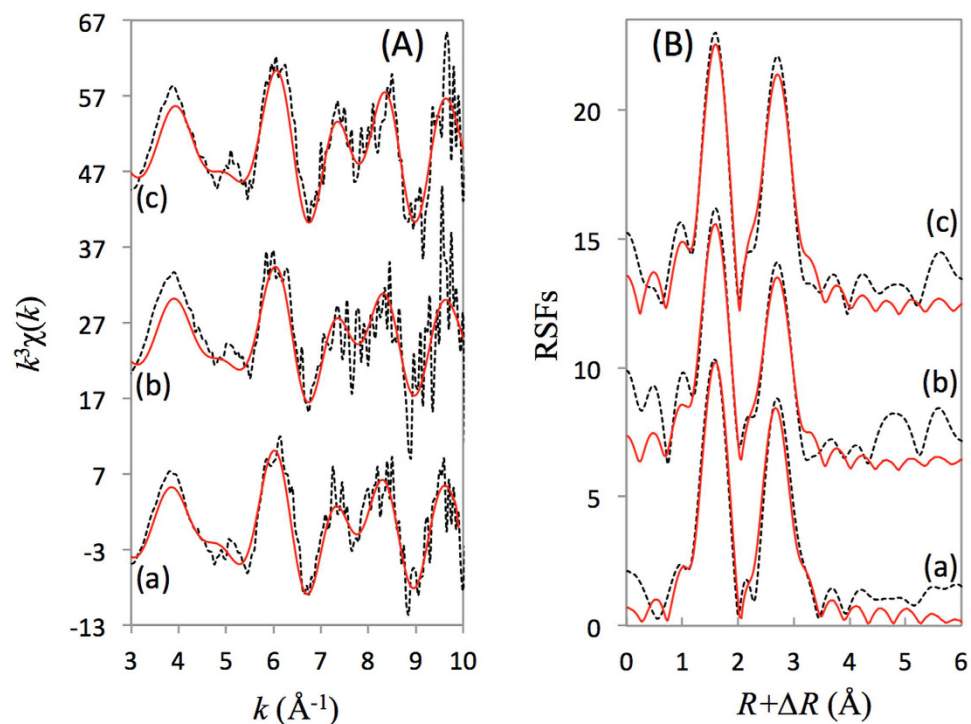 (A)
67
57
47
37
27
17
7
-3
-13
k³χ(k)
(c)
(b)
(a)
3 4 5 6 7 8 9 10
k (Å⁻¹)
(B)
20
15
10
5
0
RSFs
(c)
(b)
(a)
0 1 2 3 4 5 6
R+ΔR (Å)